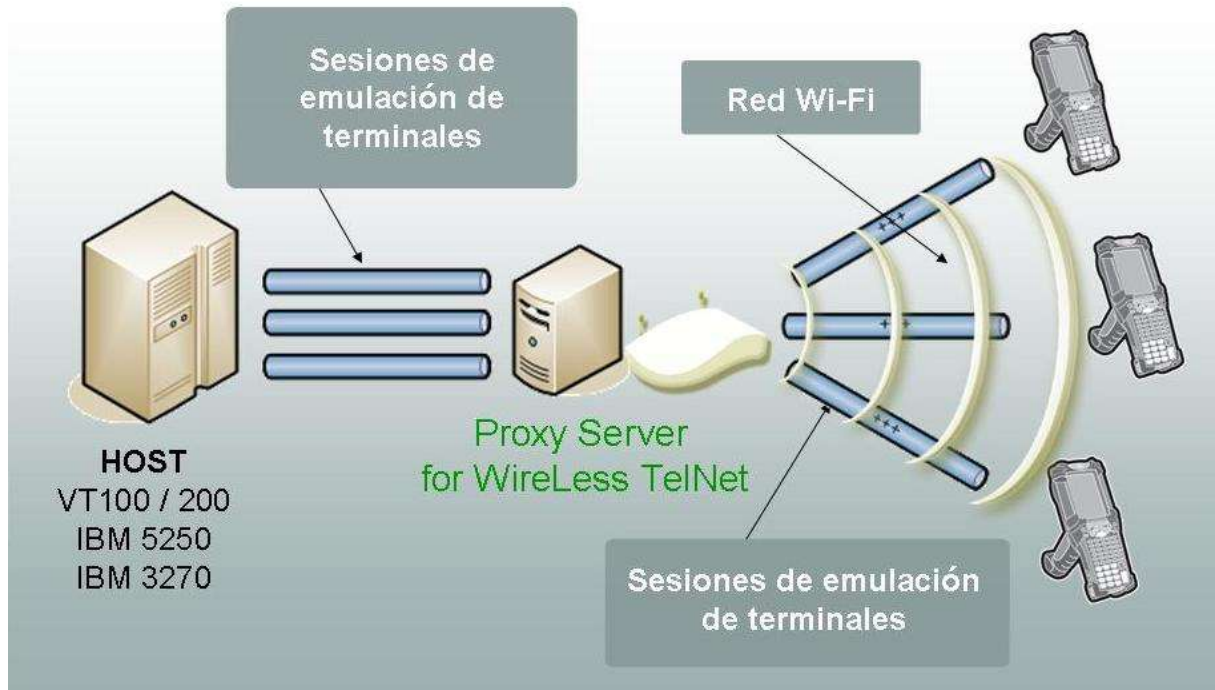 Sesiones de
emulación de
terminales
Red Wi-Fi
HOST
VT100 / 200
IBM 5250
IBM 3270
Proxy Server
for WireLess TelNet
Sesiones de emulación
de terminales